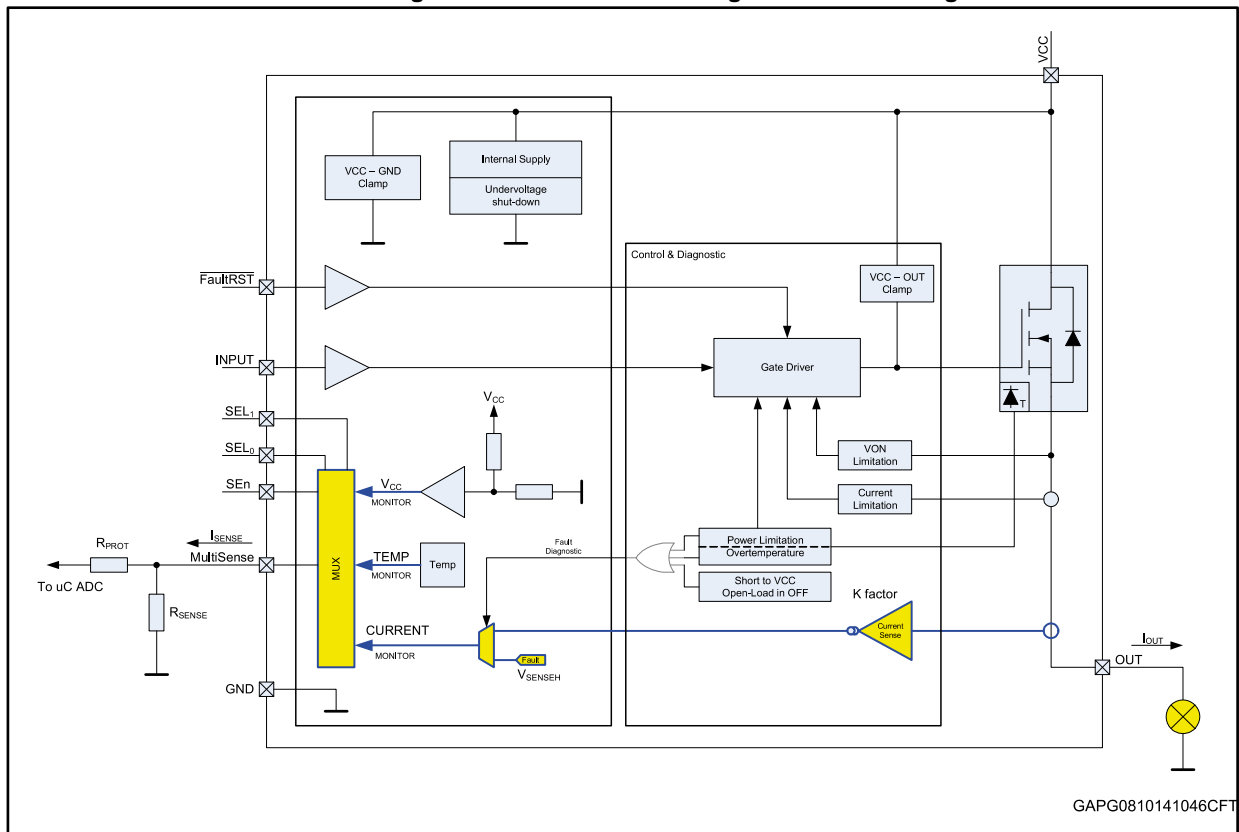 VCC
VCC – GND
Clamp
Internal Supply
Undervoltage
shut-down
Control & Diagnostic
FaultRST
VCC – OUT
Clamp
INPUT
Gate Driver
T
SEL1
SEL0
SEn
VCC
VCC
MONITOR
VON
Limitation
Current
Limitation
RPROT
ISENSE
MultiSense
To uC ADC
RSENSE
MUX
TEMP
MONITOR
Temp
Fault
Diagnostic
Power Limitation
Overtemperature
Short to VCC
Open-Load in OFF
K factor
Current
Sense
CURRENT
MONITOR
Fault
VSENSEH
IOUT
OUT
GND
GAPG0810141046CFT